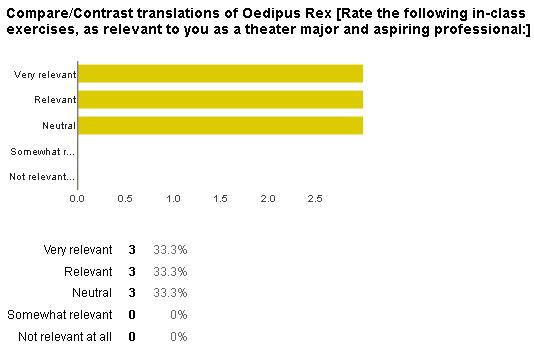 Compare/Contrast translations of Oedipus Rex [Rate the following in-class
exercises, as relevant to you as a theater major and aspiring professional:]
Very relevant
Relevant
Neutral
Somewhat r...
Not relevant...
0.0 0.5 1.0 1.5 2.0 2.5
Very relevant 3 33.3%
Relevant 3 33.3%
Neutral 3 33.3%
Somewhat relevant 0 0%
Not relevant at all 0 0%